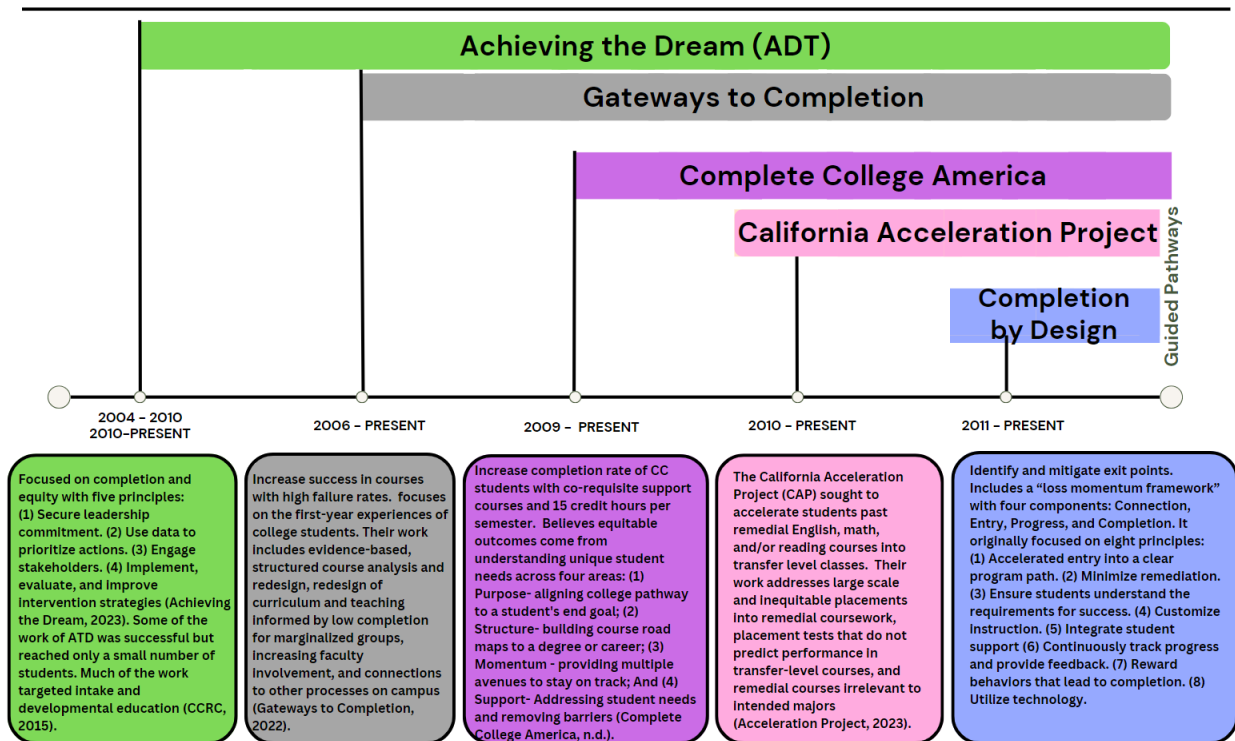 Achieving the Dream (ADT)
Gateways to Completion
Complete College America
California Acceleration Project
Completion
by Design
Guided Pathways
2004 – 2010
2010–PRESENT
2006 – PRESENT
2009 – PRESENT
2010 – PRESENT
2011 – PRESENT
Focused on completion and
equity with five principles:
(1) Secure leadership
commitment. (2) Use data to
prioritize actions. (3) Engage
stakeholders. (4) Implement,
evaluate, and improve
intervention strategies (Achieving
the Dream, 2023). Some of the
work of ATD was successful but
reached only a small number of
students. Much of the work
targeted intake and
developmental education (CCRC,
2015).
Increase success in courses
with high failure rates. focuses
on the first-year experiences of
college students. Their work
includes evidence-based,
structured course analysis and
redesign, redesign of
curriculum and teaching
informed by low completion
for marginalized groups,
increasing faculty
involvement, and connections
to other processes on campus
(Gateways to Completion,
2022).
Increase completion rate of CC
students with co-requisite support
courses and 15 credit hours per
semester. Believes equitable
outcomes come from
understanding unique student
needs across four areas: (1)
Purpose- aligning college pathway
to a student's end goal; (2)
Structure- building course road
maps to a degree or career; (3)
Momentum - providing multiple
avenues to stay on track; And (4)
Support- Addressing student needs
and removing barriers (Complete
College America, n.d.).
The California Acceleration
Project (CAP) sought to
accelerate students past
remedial English, math,
and/or reading courses into
transfer level classes. Their
work addresses large scale
and inequitable placements
into remedial coursework,
placement tests that do not
predict performance in
transfer-level courses, and
remedial courses irrelevant to
intended majors
(Acceleration Project, 2023).
Identify and mitigate exit points.
Includes a “loss momentum framework”
with four components: Connection,
Entry, Progress, and Completion. It
originally focused on eight principles:
(1) Accelerated entry into a clear
program path. (2) Minimize remediation.
(3) Ensure students understand the
requirements for success. (4) Customize
instruction. (5) Integrate student
support (6) Continuously track progress
and provide feedback. (7) Reward
behaviors that lead to completion. (8)
Utilize technology.